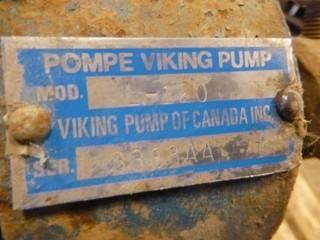 POMPE VIKING PUMP
MOD.
VIKING PUMP OF CANADA INC.
SER.